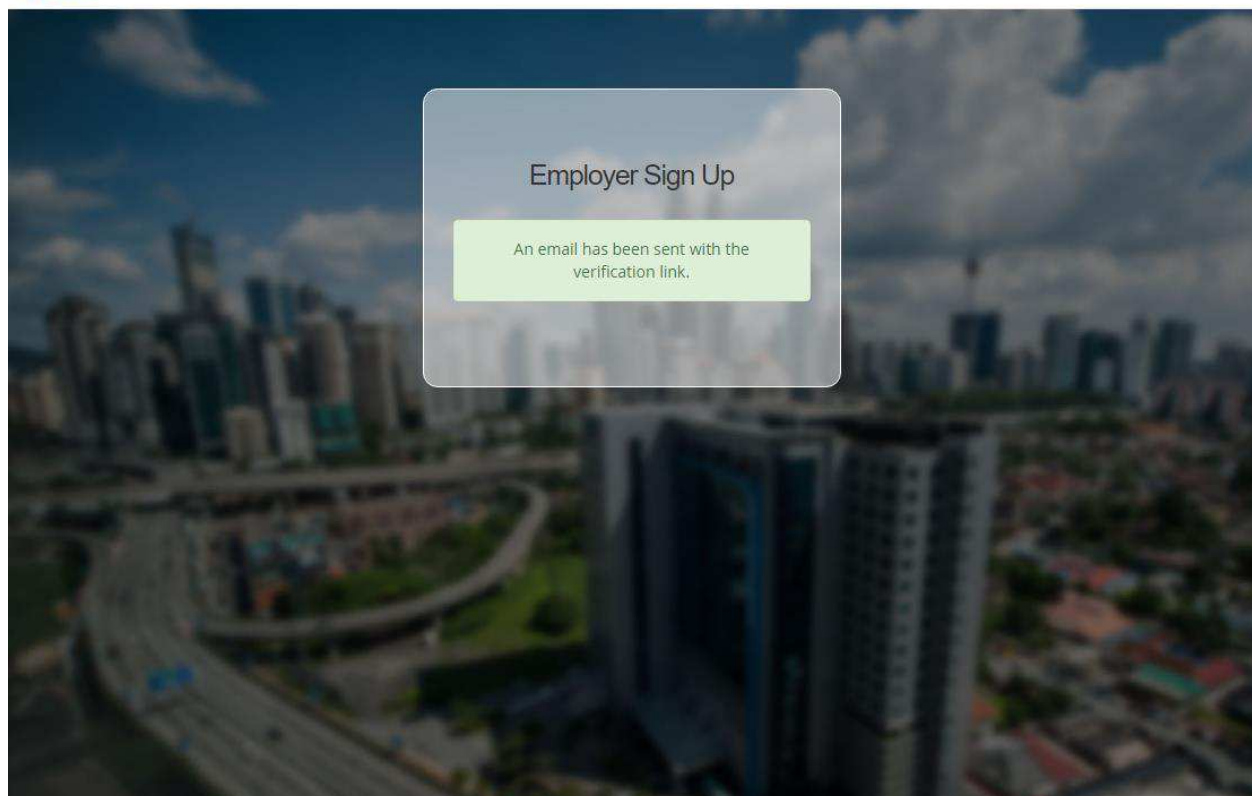 Employer Sign Up
An email has been sent with the
verification link.